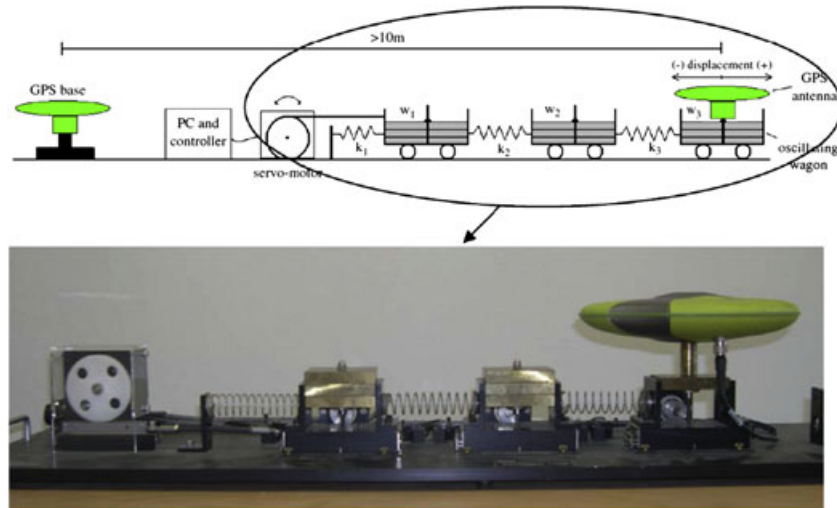 >10m
(-) displacement (+)
GPS base
GPS
antenna
PC and
controller
w1
w2
w3
k1
k2
k3
oscillating
wagon
servo-motor